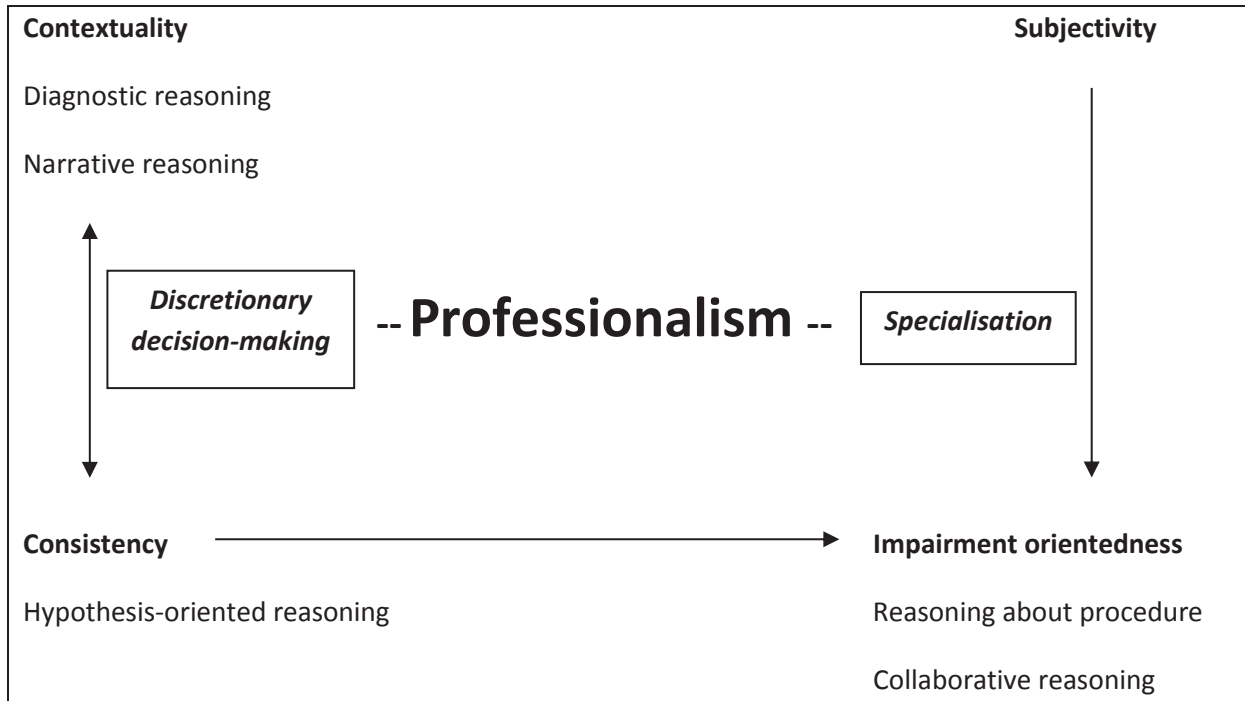 Contextuality
Subjectivity
Diagnostic reasoning
Narrative reasoning
Discretionary
decision-making
-- Professionalism --
Specialisation
Consistency
Impairment orientedness
Hypothesis-oriented reasoning
Reasoning about procedure
Collaborative reasoning